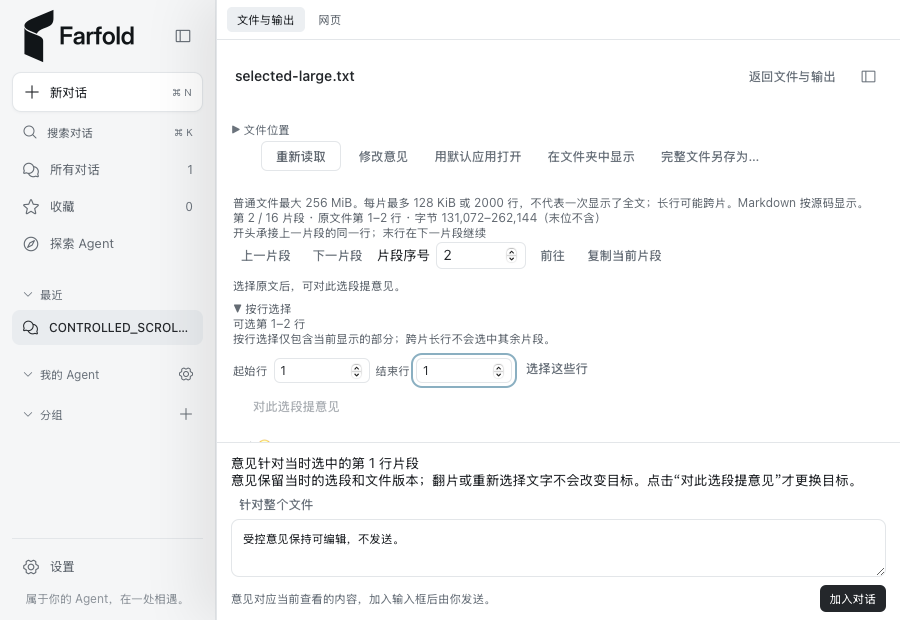 Farfold
新对话 ⌘ N
搜索对话 ⌘ K
所有对话 1
收藏 0
探索 Agent
最近
CONTROLLED_SCROL...
我的 Agent
分组
设置
属于你的 Agent，在一处相遇。
文件与输出 网页
selected-large.txt 返回文件与输出
文件位置
重新读取 修改意见 用默认应用打开 在文件夹中显示 完整文件另存为...
普通文件最大 256 MiB。每片最多 128 KiB 或 2000 行，不代表一次显示了全文；长行可能跨片。Markdown 按源码显示。
第 2 / 16 片段 · 原文件第 1–2 行 · 字节 131,072–262,144（末位不含）
开头承接上一片段的同一行；末行在下一片段继续
上一片段 下一片段 片段序号 2 前往 复制当前片段
选择原文后，可对此选段提意见。
按行选择
可选第 1–2 行
按行选择仅包含当前显示的部分；跨片长行不会选中其余片段。
起始行 1 结束行 1 选择这些行
对此选段提意见
意见针对当时选中的第 1 行片段
意见保留当时的选段和文件版本；翻片或重新选择文字不会改变目标。点击“对此选段提意见”才更换目标。
针对整个文件
受控意见保持可编辑，不发送。
意见对应当前查看的内容，加入输入框后由你发送。 加入对话